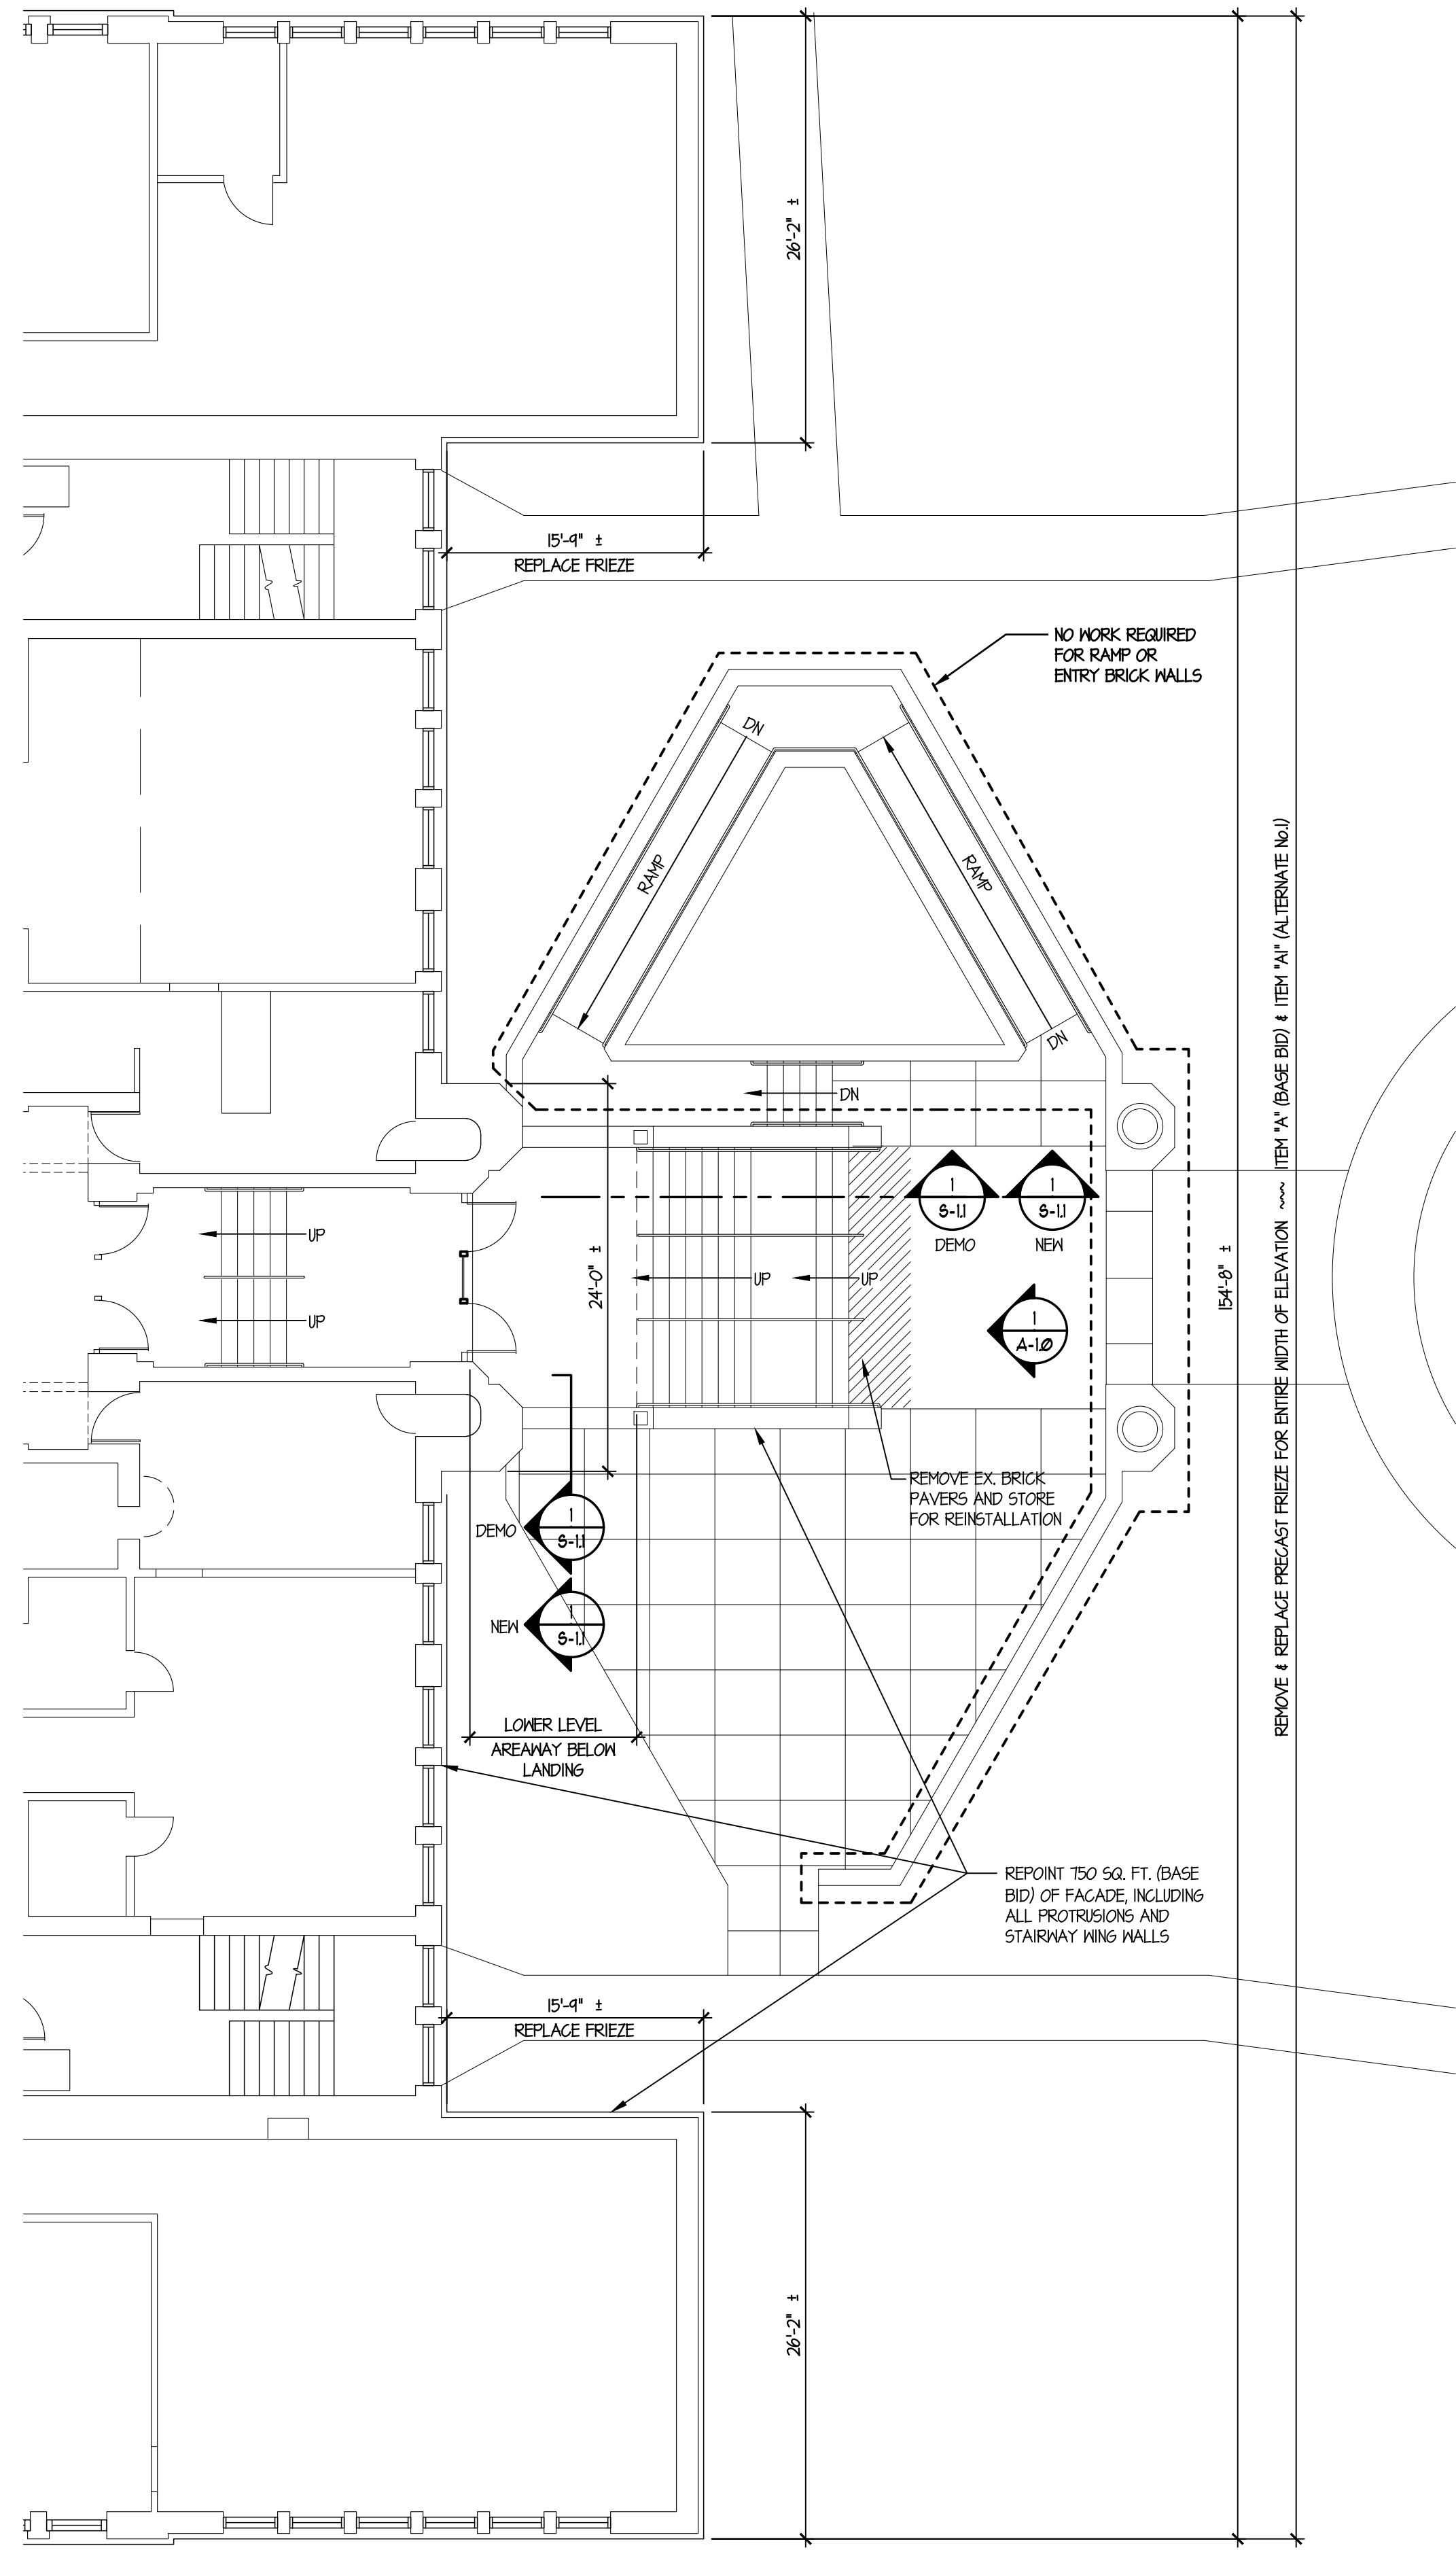 26'-2" ±
15'-9" ±
REPLACE FRIEZE
NO WORK REQUIRED
FOR RAMP OR
ENTRY BRICK WALLS
DN
RAMP
RAMP
DN
DN
REMOVE & REPLACE PRECAST FRIEZE FOR ENTIRE WIDTH OF ELEVATION ~~~ ITEM "A" (BASE BID) & ITEM "A1" (ALTERNATE No.1)
154'-8" ±
1
S-1.1
DEMO
1
S-1.1
NEW
UP
UP
24'-0" ±
UP
UP
1
A-1.0
REMOVE EX. BRICK
PAVERS AND STORE
FOR REINSTALLATION
DEMO
1
S-1.1
NEW
1
S-1.1
LOWER LEVEL
AREAWAY BELOW
LANDING
REPOINT 750 SQ. FT. (BASE
BID) OF FACADE, INCLUDING
ALL PROTRUSIONS AND
STAIRWAY WING WALLS
15'-9" ±
REPLACE FRIEZE
26'-2" ±